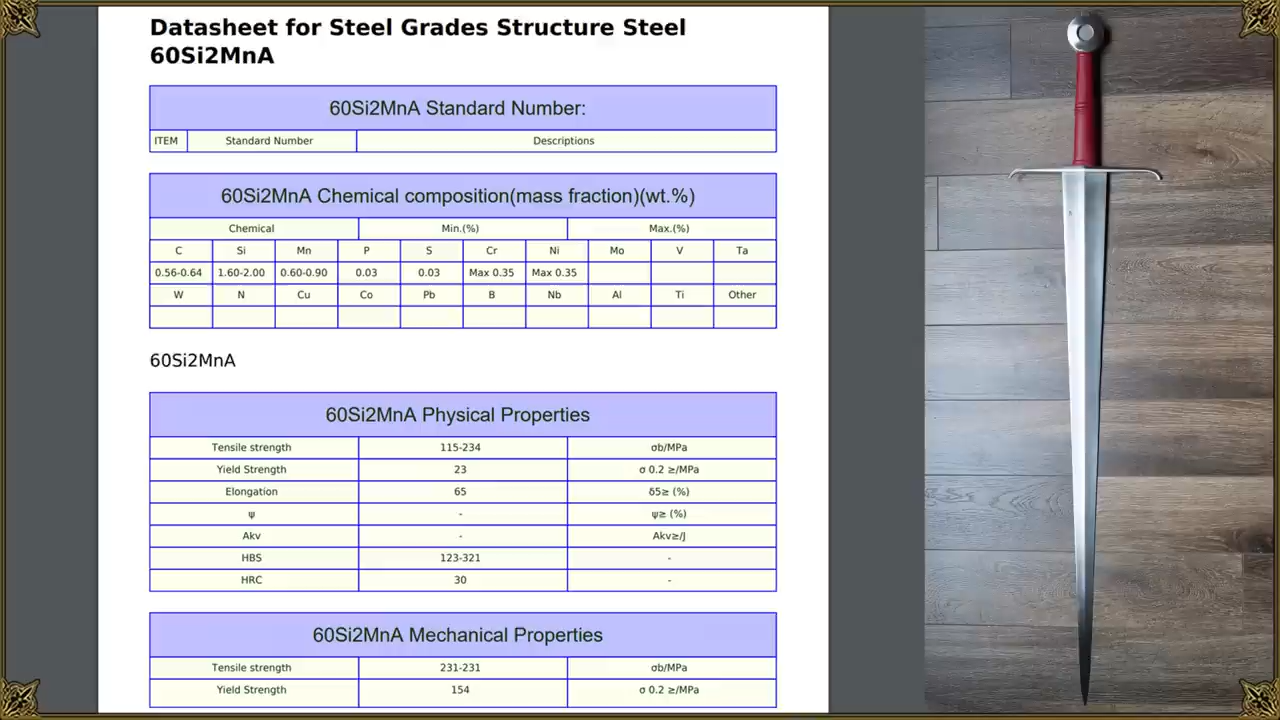 Datasheet for Steel Grades Structure Steel
60Si2MnA
60Si2MnA Standard Number:
ITEM Standard Number Descriptions
60Si2MnA Chemical composition(mass fraction)(wt.%)
Chemical Min.(%) Max.(%)
C Si Mn P S Cr Ni Mo V Ta
0.56-0.64 1.60-2.00 0.60-0.90 0.03 0.03 Max 0.35 Max 0.35
W N Cu Co Pb B Nb Al Ti Other
60Si2MnA
60Si2MnA Physical Properties
Tensile strength 115-234 σb/MPa
Yield Strength 23 σ 0.2 ≥/MPa
Elongation 65 δ5≥ (%)
ψ - ψ≥ (%)
Akv - Akv≥/J
HBS 123-321 -
HRC 30 -
60Si2MnA Mechanical Properties
Tensile strength 231-231 σb/MPa
Yield Strength 154 σ 0.2 ≥/MPa